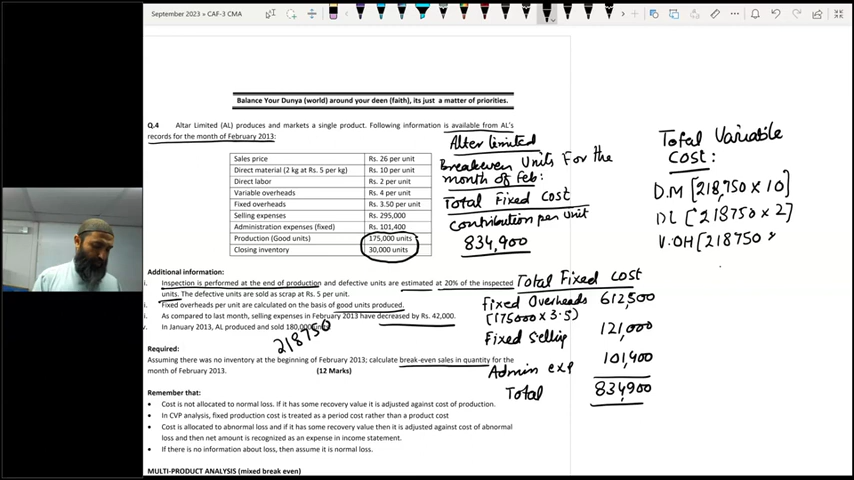 September 2023 » CAF-3 CMA
Balance Your Dunya (world) around your deen (faith), its just a matter of priorities.
Q.4 Altar Limited (AL) produces and markets a single product. Following information is available from AL's
records for the month of February 2013:
Sales price Rs. 26 per unit
Direct material (2 kg at Rs. 5 per kg) Rs. 10 per unit
Direct labor Rs. 2 per unit
Variable overheads Rs. 4 per unit
Fixed overheads Rs. 3.50 per unit
Selling expenses Rs. 295,000
Administration expenses (fixed) Rs. 101,400
Production (Good units) 175,000 units
Closing inventory 30,000 units
Additional information:
i. Inspection is performed at the end of production and defective units are estimated at 20% of the inspected
units. The defective units are sold as scrap at Rs. 5 per unit.
Fixed overheads per unit are calculated on the basis of good units produced.
As compared to last month, selling expenses in February 2013 have decreased by Rs. 42,000.
In January 2013, AL produced and sold 180,000 units.
218750
Required:
Assuming there was no inventory at the beginning of February 2013; calculate break-even sales in quantity for the
month of February 2013. (12 Marks)
Remember that:
• Cost is not allocated to normal loss. If it has some recovery value it is adjusted against cost of production.
• In CVP analysis, fixed production cost is treated as a period cost rather than a product cost
• Cost is allocated to abnormal loss and if it has some recovery value then it is adjusted against cost of abnormal
loss and then net amount is recognized as an expense in income statement.
• If there is no information about loss, then assume it is normal loss.
MULTI-PRODUCT ANALYSIS (mixed break even)
Alter limited
Breakeven Units For the
month of Feb:
Total Fixed Cost
contribution per unit
834,900
Total Fixed Cost
Fixed Overheads 612,500
(175000 x 3.5)
Fixed Selling 121,000
Admin exp 101,400
Total 834,900
Total Variable
Cost:
D.M [218,750 x 10]
DL [218750 x 2]
V.OH [218750 x